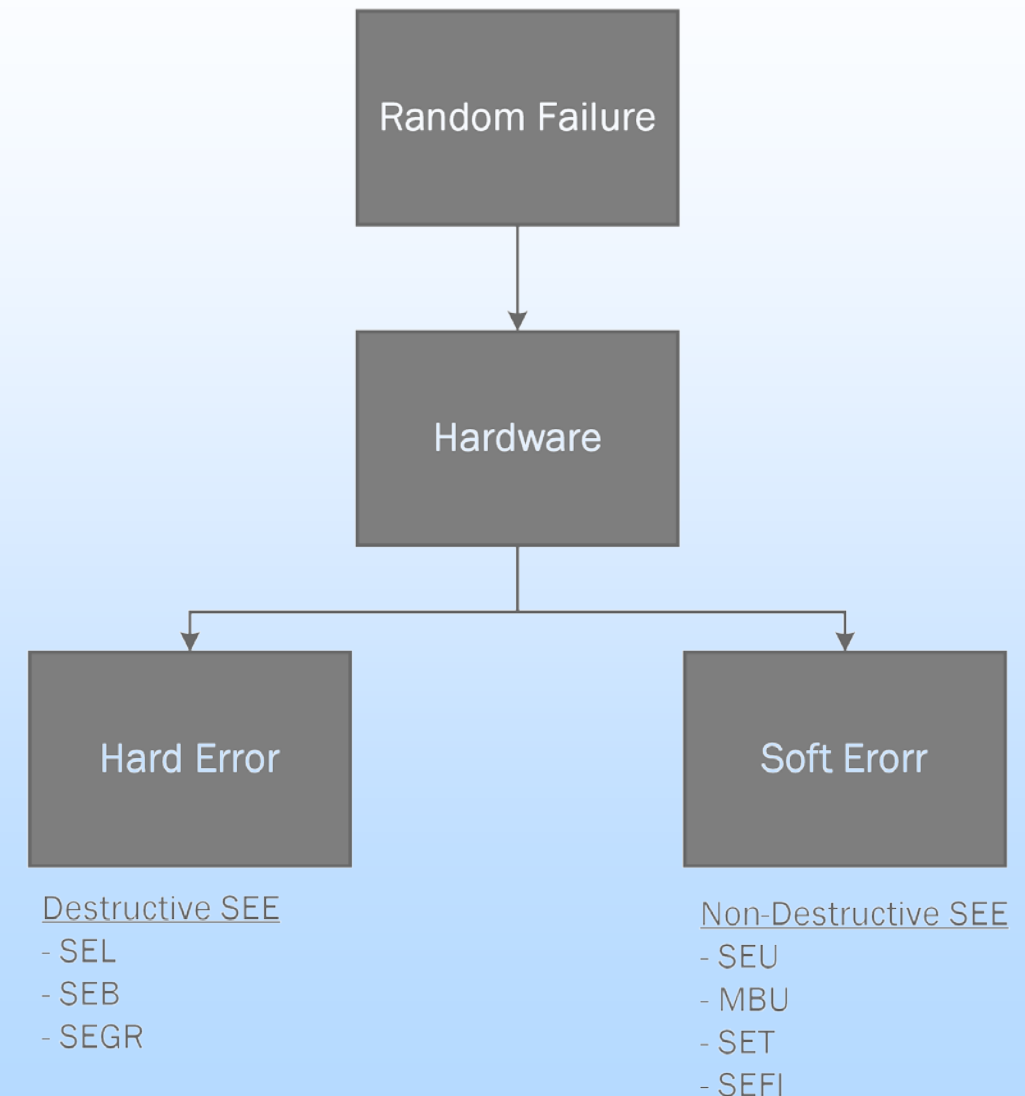 Random Failure
Hardware
Hard Error
Soft Erorr
Destructive SEE
- SEL
- SEB
- SEGR
Non-Destructive SEE
- SEU
- MBU
- SET
- SEFI